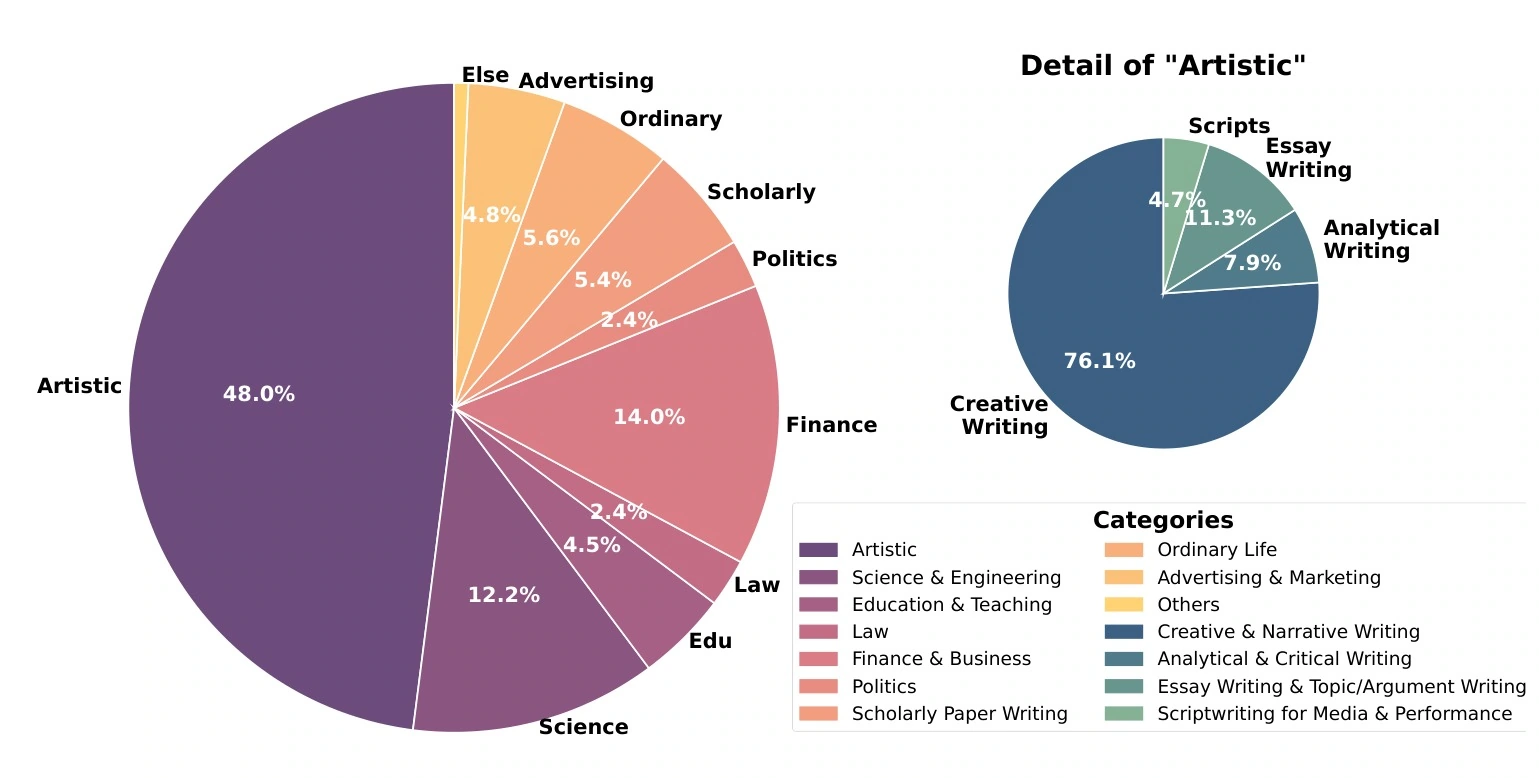 Else
Advertising
Ordinary
Scholarly
Politics
Finance
Law
Edu
Science
Artistic
4.8%
5.6%
5.4%
2.4%
14.0%
2.4%
4.5%
12.2%
48.0%
Detail of "Artistic"
Scripts
Essay
Writing
Analytical
Writing
Creative
Writing
4.7%
11.3%
7.9%
76.1%
Categories
Artistic
Science & Engineering
Education & Teaching
Law
Finance & Business
Politics
Scholarly Paper Writing
Ordinary Life
Advertising & Marketing
Others
Creative & Narrative Writing
Analytical & Critical Writing
Essay Writing & Topic/Argument Writing
Scriptwriting for Media & Performance